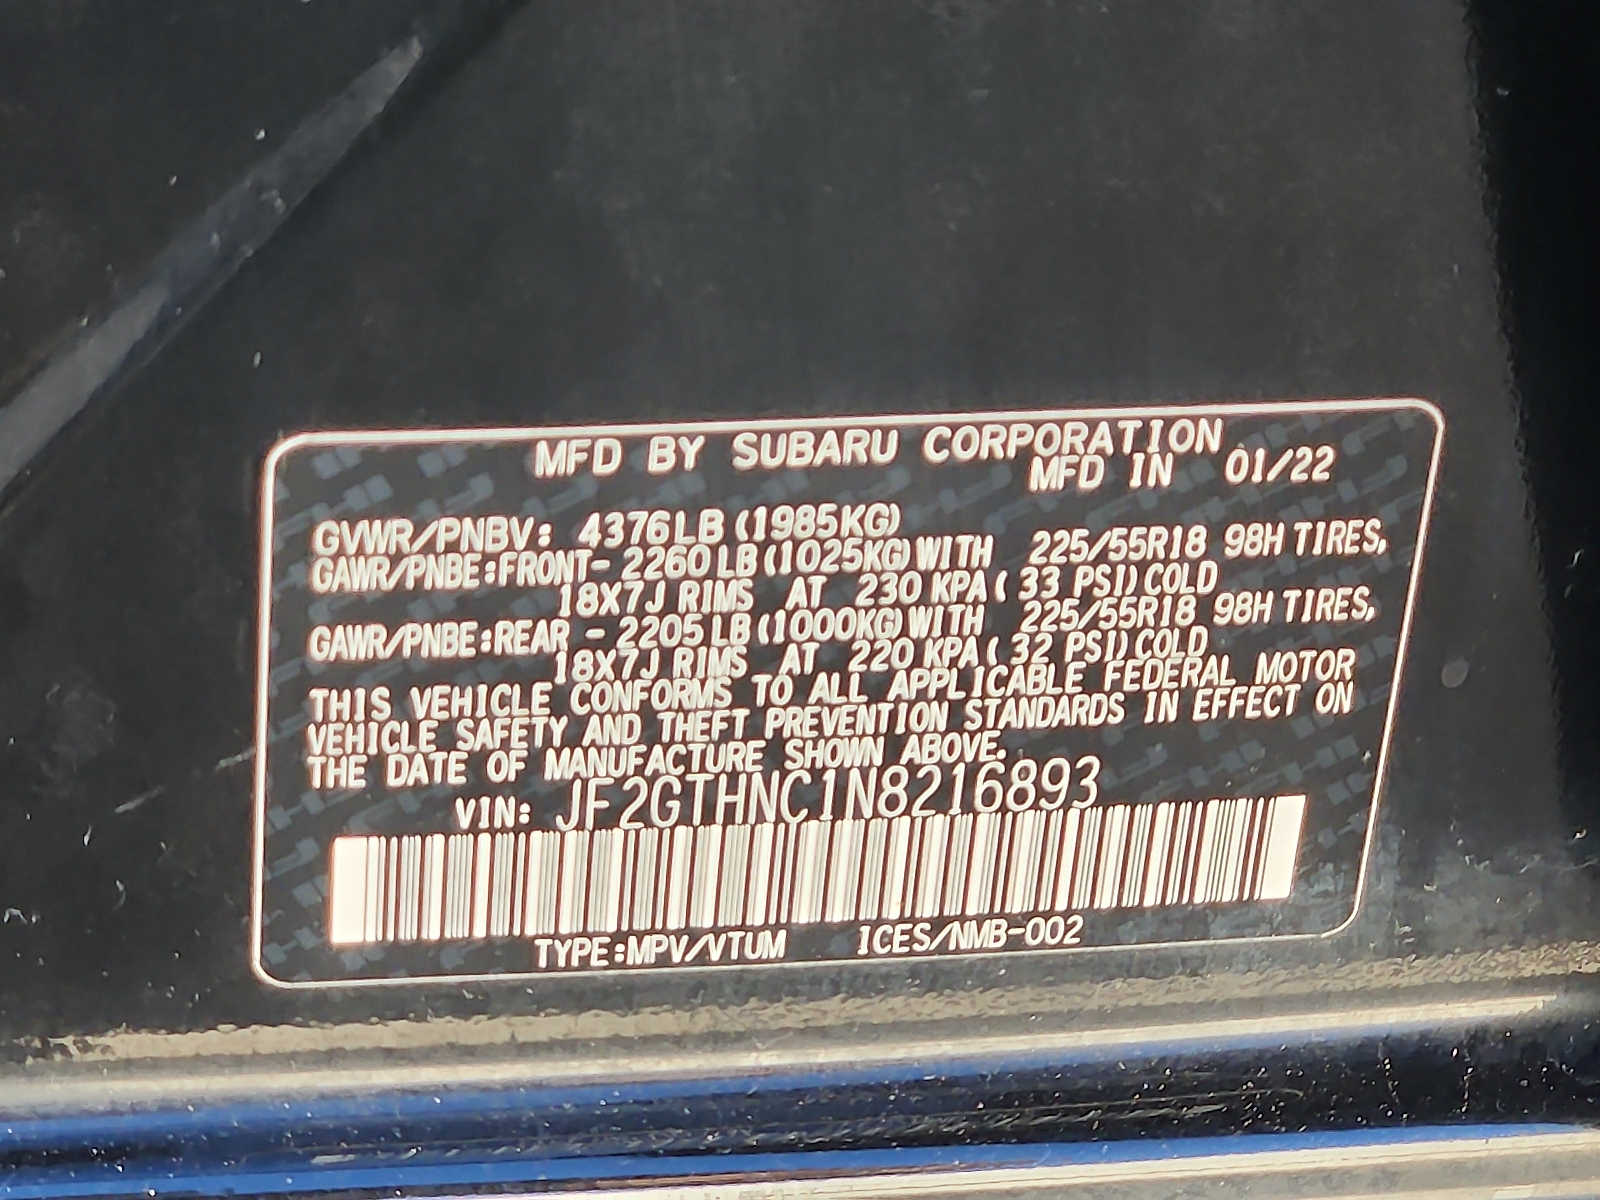 MFD BY SUBARU CORPORATION
MFD IN 01/22
GVWR/PNBV: 4376LB (1985KG)
GAWR/PNBE:FRONT- 2260LB (1025KG) WITH 225/55R18 98H TIRES,
18X7J RIMS AT 230 KPA ( 33 PSI) COLD
GAWR/PNBE:REAR - 2205LB (1000KG) WITH 225/55R18 98H TIRES,
18X7J RIMS AT 220 KPA ( 32 PSI) COLD
THIS VEHICLE CONFORMS TO ALL APPLICABLE FEDERAL MOTOR
VEHICLE SAFETY AND THEFT PREVENTION STANDARDS IN EFFECT ON
THE DATE OF MANUFACTURE SHOWN ABOVE.
VIN: JF2GTHNC1N8216893
TYPE:MPV/VTUM ICES/NMB-002